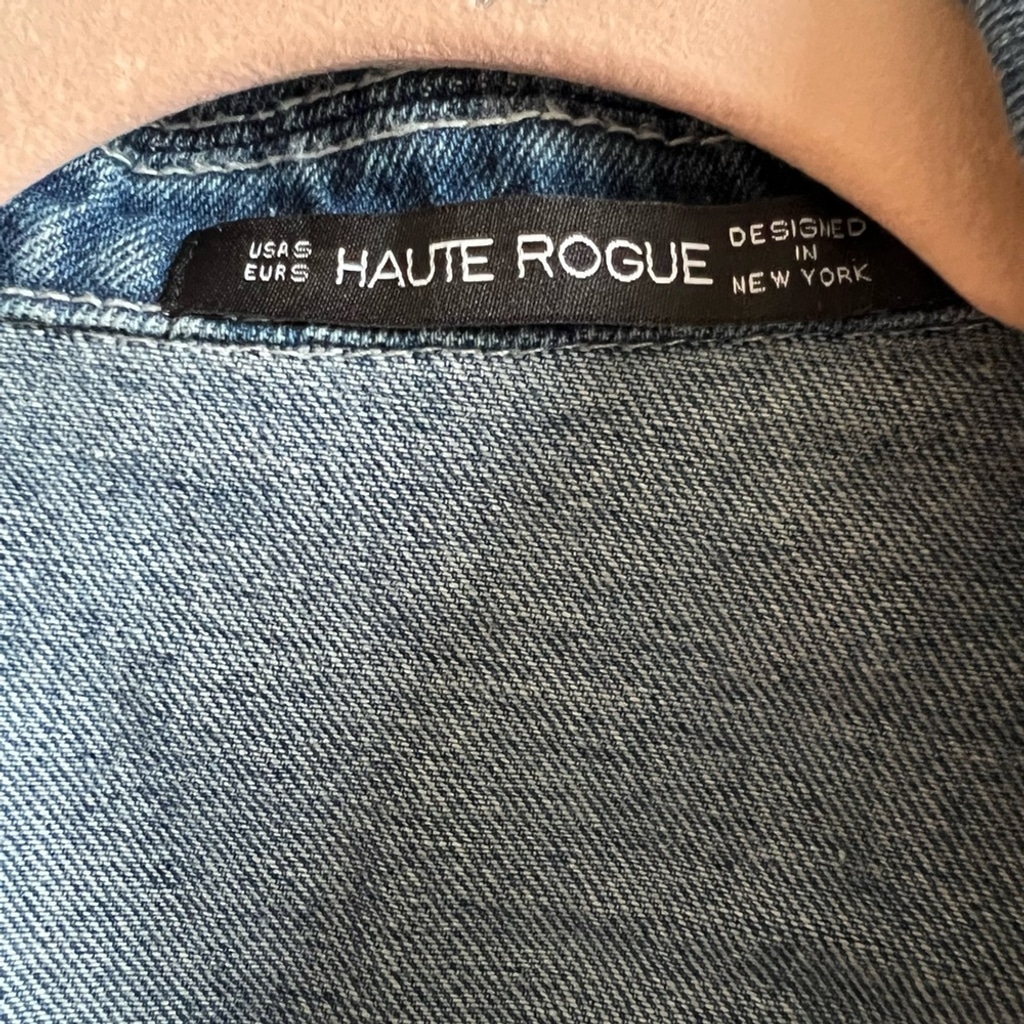 USA S
EUR S
HAUTE ROGUE
DESIGNED
IN
NEW YORK